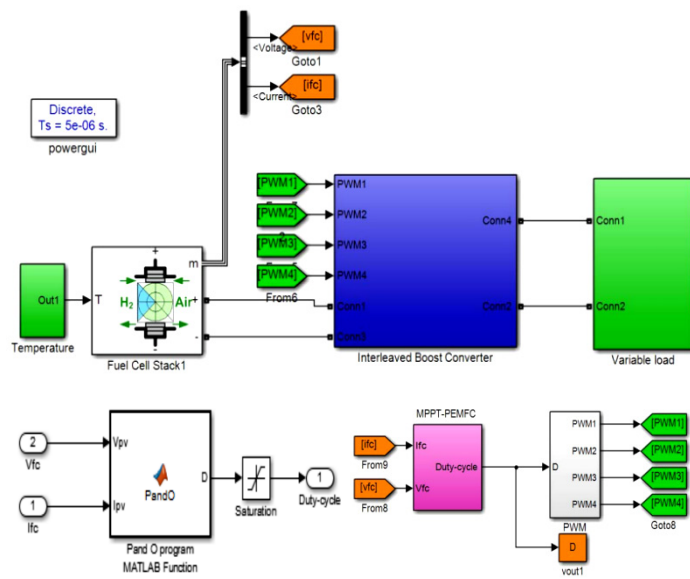 [vfc]
<Voltage>
Goto1
[ifc]
<Current>
Goto3
Discrete,
Ts = 5e-06 s.
powergui
[PWM1]
[PWM2]
[PWM3]
[PWM4]
From6
PWM1
PWM2
PWM3
PWM4
Conn1
Conn3
Conn4
Conn2
Interleaved Boost Converter
Conn1
Conn2
Variable load
Out1
Temperature
T
+
m
H2 Air
+
-
-
Fuel Cell Stack1
2
Vfc
1
Ifc
Vpv
Ipv
PandO
D
Pand O program
MATLAB Function
Saturation
1
Duty-cycle
MPPT-PEMFC
[ifc]
From9
[vfc]
From8
Ifc
Vfc
Duty-cycle
D
PWM1
PWM2
PWM3
PWM4
PWM
[PWM1]
[PWM2]
[PWM3]
[PWM4]
Goto8
D
vout1